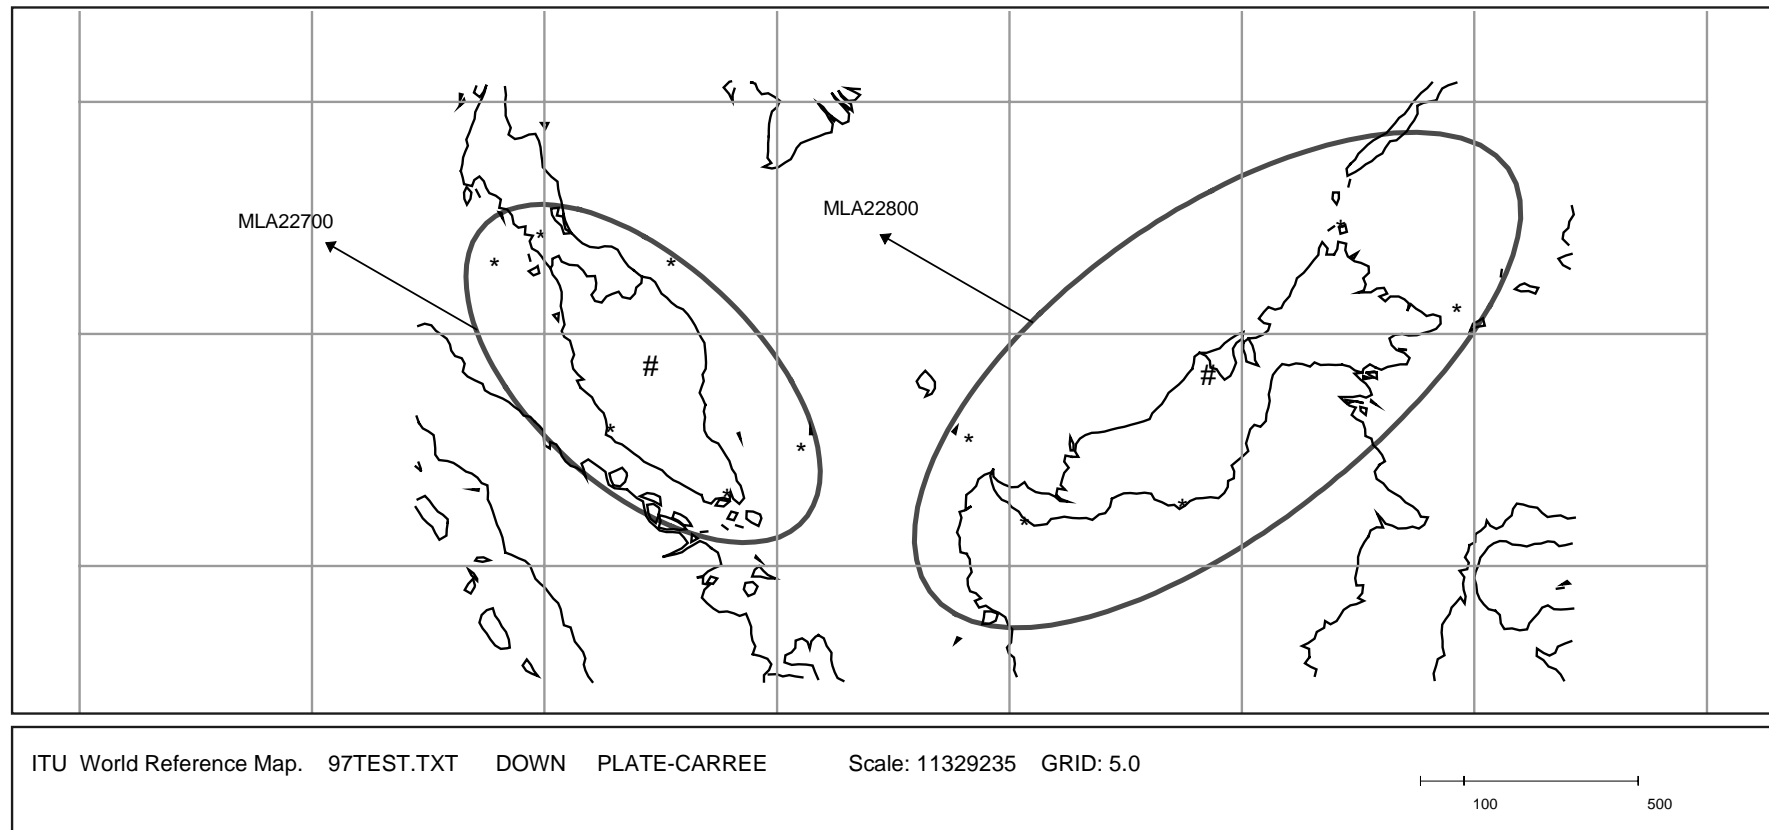 MLA22700
MLA22800
#
#
ITU World Reference Map. 97TEST.TXT DOWN PLATE-CARREE Scale: 11329235 GRID: 5.0
100 500